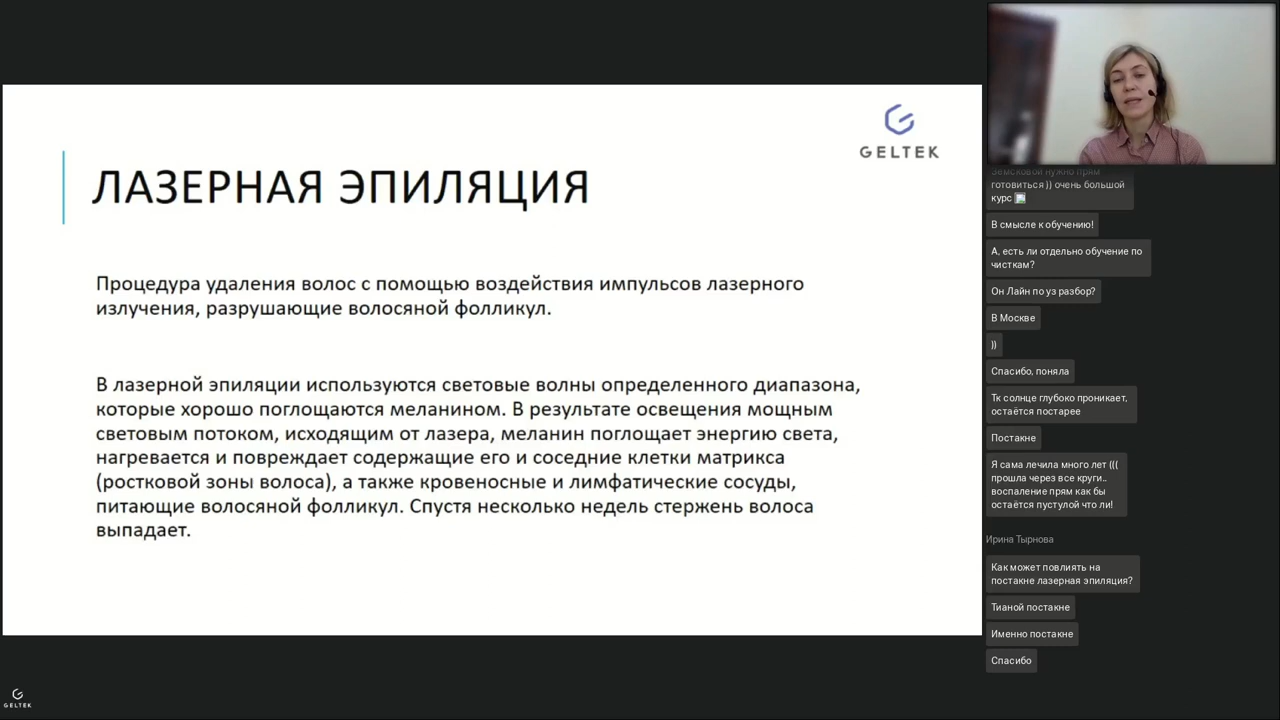 GELTEK
ЛАЗЕРНАЯ ЭПИЛЯЦИЯ
Процедура удаления волос с помощью воздействия импульсов лазерного
излучения, разрушающие волосяной фолликул.
В лазерной эпиляции используются световые волны определенного диапазона,
которые хорошо поглощаются меланином. В результате освещения мощным
световым потоком, исходящим от лазера, меланин поглощает энергию света,
нагревается и повреждает содержащие его и соседние клетки матрикса
(ростковой зоны волоса), а также кровеносные и лимфатические сосуды,
питающие волосяной фолликул. Спустя несколько недель стержень волоса
выпадает.
GELTEK
Земсковой нужно прям
готовиться )) очень большой
курс
В смысле к обучению!
А, есть ли отдельно обучение по
чисткам?
Он Лайн по уз разбор?
В Москве
))
Спасибо, поняла
Тк солнце глубоко проникает,
остаётся постарее
Постакне
Я сама лечила много лет (((
прошла через все круги..
воспаление прям как бы
остаётся пустулой что ли!
Ирина Тырнова
Как может повлиять на
постакне лазерная эпиляция?
Тианой постакне
Именно постакне
Спасибо